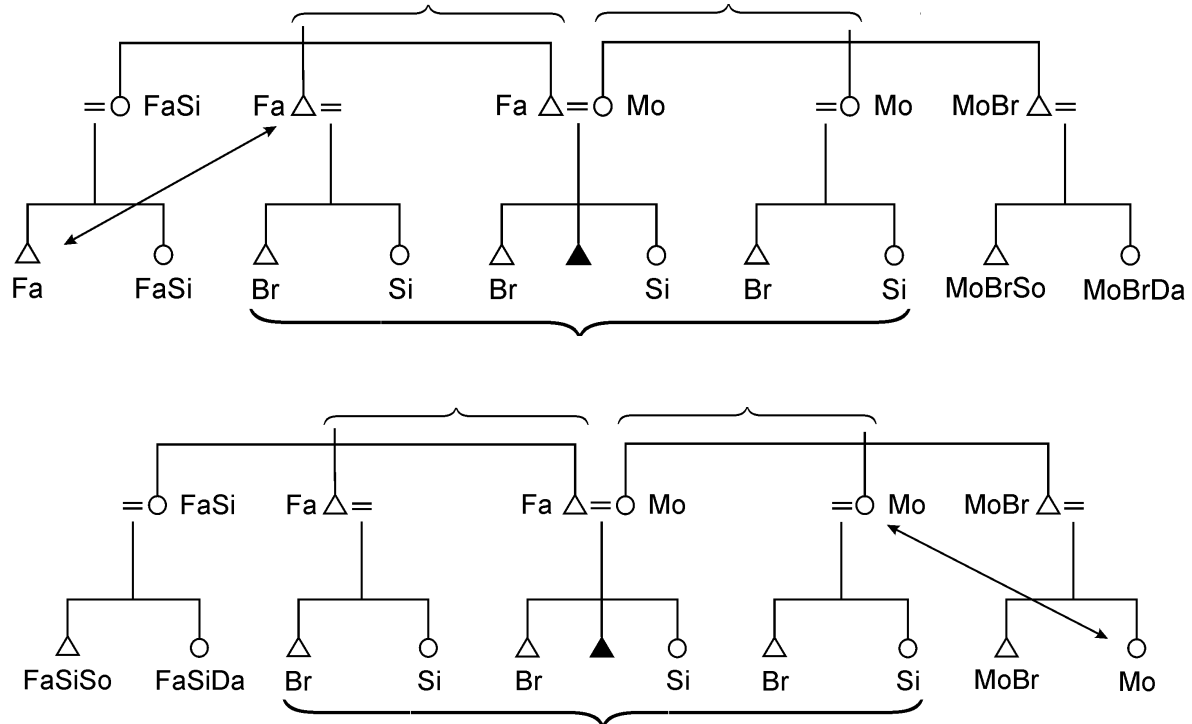 FaSi Fa Fa Mo Mo MoBr
Fa FaSi Br Si Br Si Br Si MoBrSo MoBrDa
FaSi Fa Fa Mo Mo MoBr
FaSiSo FaSiDa Br Si Br Si Br Si MoBr Mo